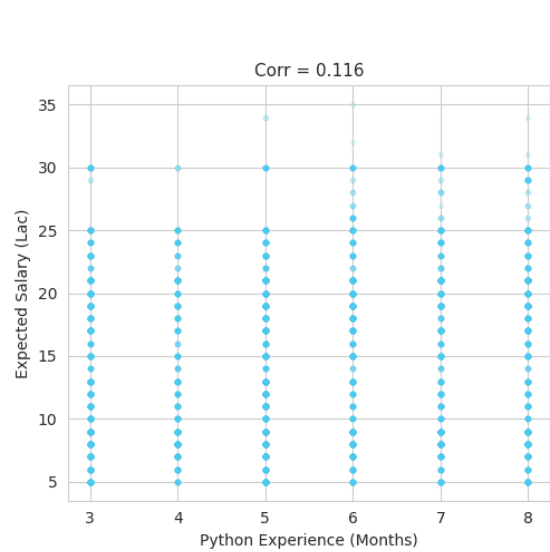 Corr = 0.116
35
30
25
20
15
10
5
Expected Salary (Lac)
3 4 5 6 7 8
Python Experience (Months)